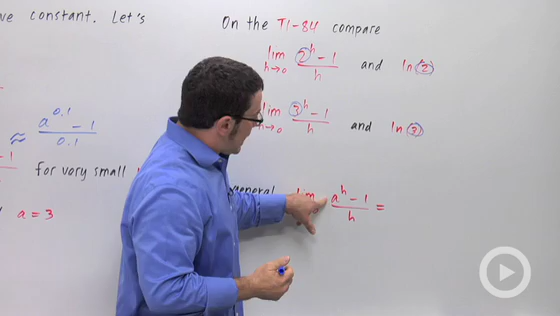 ve constant. Let's
≈ (a^0.1 - 1)/0.1
for very small
a = 3
On the TI-84 compare
lim h→0 (2^h - 1)/h and ln(2)
lim h→0 (3^h - 1)/h and ln(3)
general lim (a^h - 1)/h =